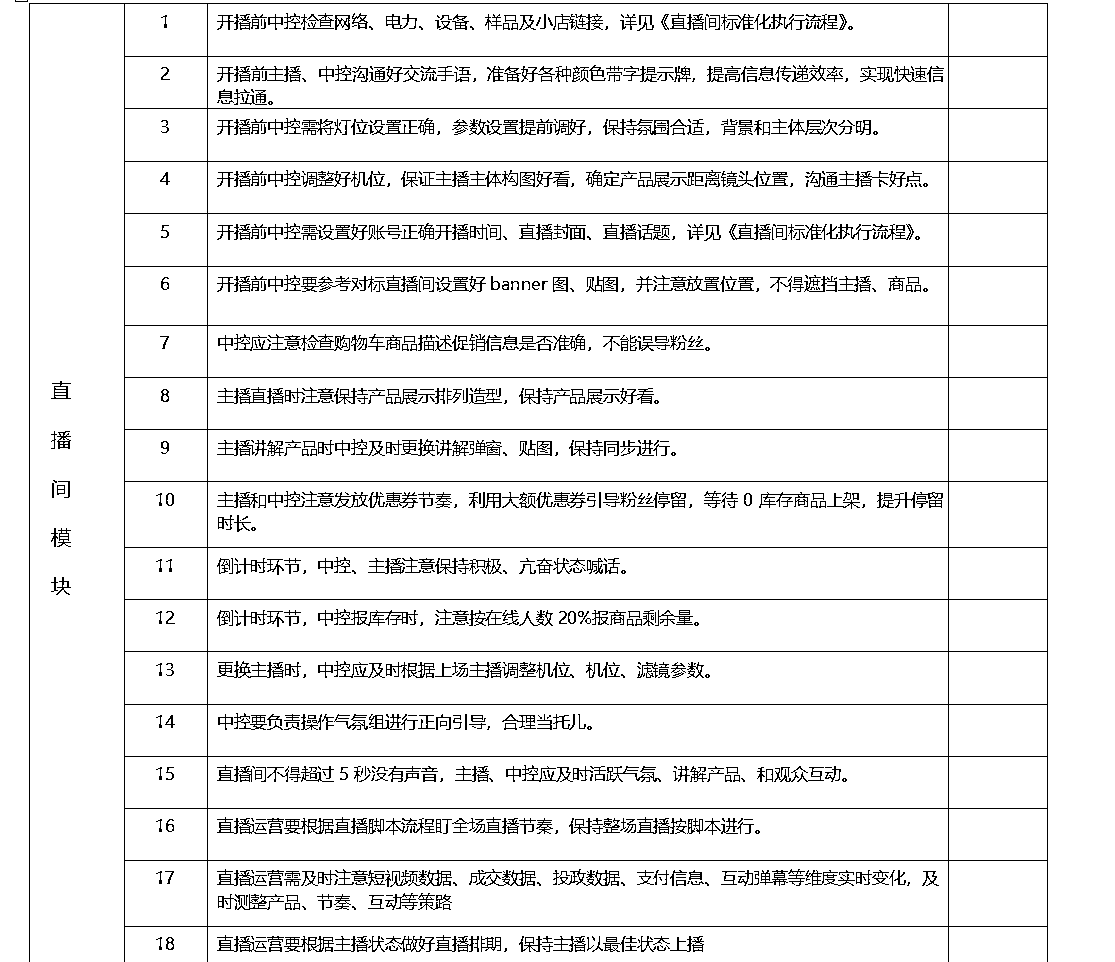 直播间模块
1 开播前中控检查网络、电力、设备、样品及小店链接，详见《直播间标准化执行流程》。
2 开播前主播、中控沟通好交流手语，准备好各种颜色带字提示牌，提高信息传递效率，实现快速信
息拉通。
3 开播前中控需将灯位设置正确，参数设置提前调好，保持氛围合适，背景和主体层次分明。
4 开播前中控调整好机位，保证主播主体构图好看，确定产品展示距离镜头位置，沟通主播卡好点。
5 开播前中控需设置好账号正确开播时间、直播封面、直播话题，详见《直播间标准化执行流程》。
6 开播前中控要参考对标直播间设置好 banner 图、贴图，并注意放置位置，不得遮挡主播、商品。
7 中控应注意检查购物车商品描述促销信息是否准确，不能误导粉丝。
8 主播直播时注意保持产品展示排列造型，保持产品展示好看。
9 主播讲解产品时中控及时更换讲解弹窗、贴图，保持同步进行。
10 主播和中控注意发放优惠券节奏，利用大额优惠券引导粉丝停留，等待 0 库存商品上架，提升停留
时长。
11 倒计时环节，中控、主播注意保持积极、亢奋状态喊话。
12 倒计时环节，中控报库存时，注意按在线人数 20%报商品剩余量。
13 更换主播时，中控应及时根据上场主播调整机位、机位、滤镜参数。
14 中控要负责操作气氛组进行正向引导，合理当托儿。
15 直播间不得超过 5 秒没有声音，主播、中控应及时活跃气氛、讲解产品、和观众互动。
16 直播运营要根据直播脚本流程盯全场直播节奏，保持整场直播按脚本进行。
17 直播运营需及时注意短视频数据、成交数据、投政数据、支付信息、互动弹幕等维度实时变化，及
时测整产品、节奏、互动等策路
18 直播运营要根据主播状态做好直播排期，保持主播以最佳状态上播